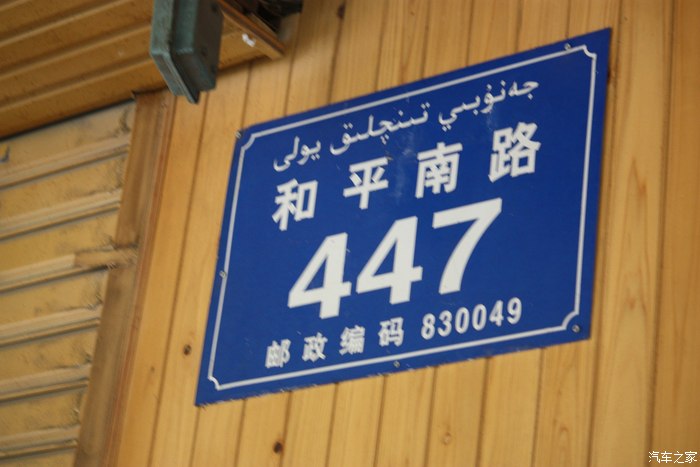 جەنۇبىي تىنچلىق يولى
和平南路
447
邮政编码 830049
汽车之家